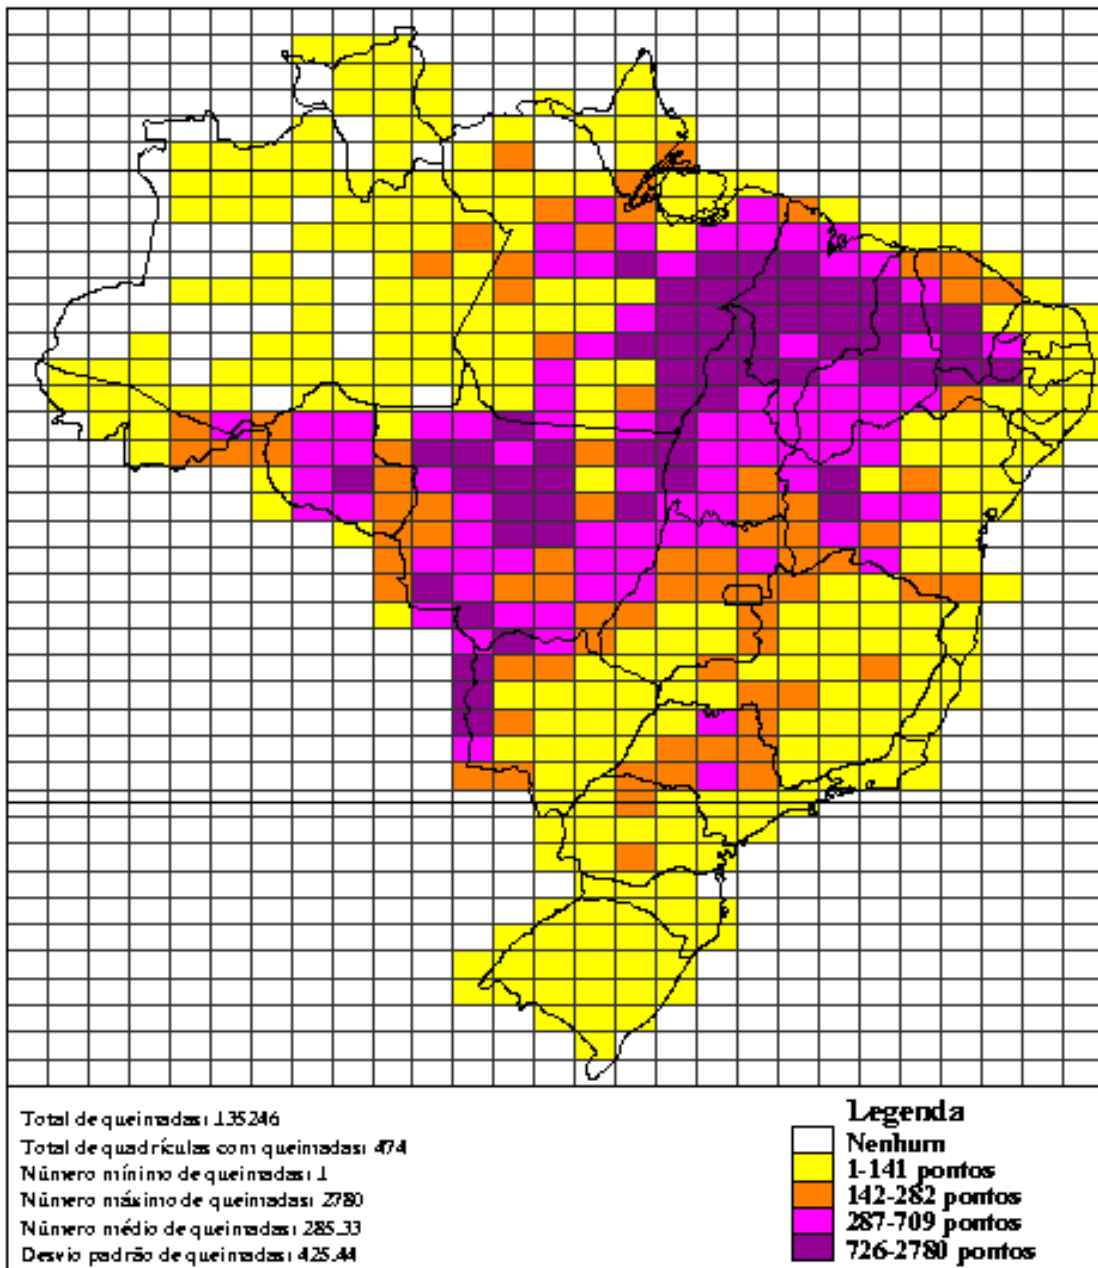 Total de queimadas: 135246
Total de quadrículas com queimadas: 474
Número mínimo de queimadas: 1
Número máximo de queimadas: 2780
Número médio de queimadas: 285.33
Desvio padrão de queimadas: 425.44
Legenda
Nenhum
1-141 pontos
142-282 pontos
287-709 pontos
726-2780 pontos